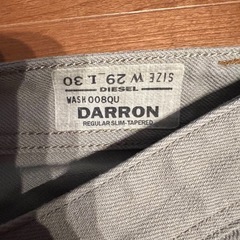 SIZE W 29 L 30
DIESEL
WASH 008QU
DARRON
REGULAR SLIM-TAPERED